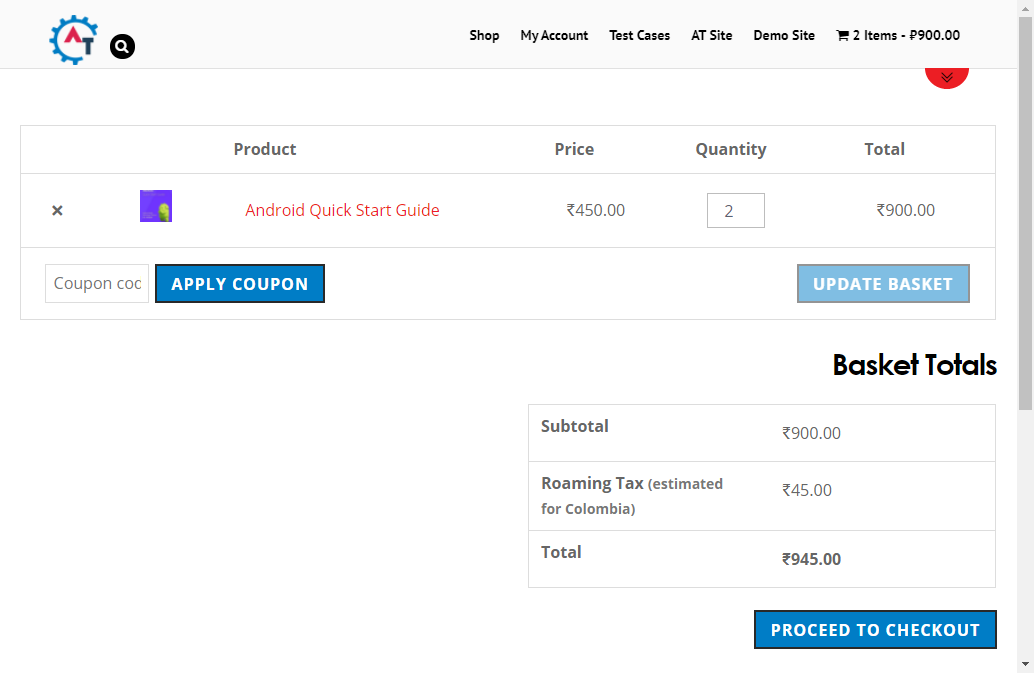 AT
Shop My Account Test Cases AT Site Demo Site 2 Items - ₽900.00
Product Price Quantity Total
× Android Quick Start Guide ₹450.00 2 ₹900.00
Coupon cod APPLY COUPON UPDATE BASKET
Basket Totals
Subtotal ₹900.00
Roaming Tax (estimated for Colombia) ₹45.00
Total ₹945.00
PROCEED TO CHECKOUT